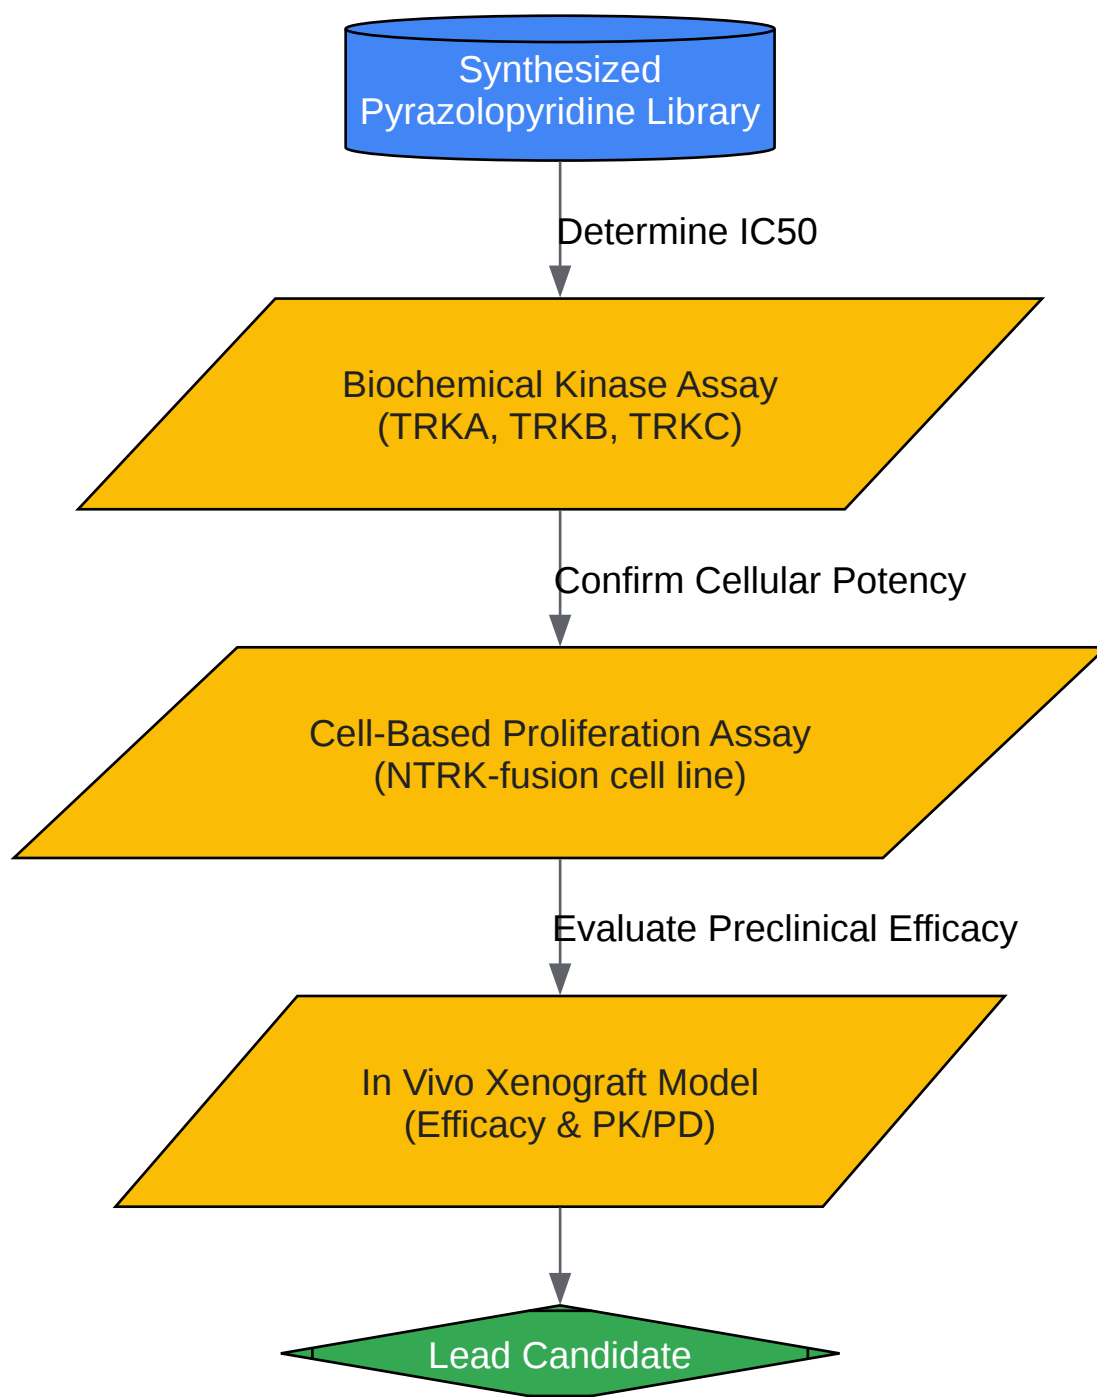 Synthesized
Pyrazolopyridine Library
Determine IC50
Biochemical Kinase Assay
(TRKA, TRKB, TRKC)
Confirm Cellular Potency
Cell-Based Proliferation Assay
(NTRK-fusion cell line)
Evaluate Preclinical Efficacy
In Vivo Xenograft Model
(Efficacy & PK/PD)
Lead Candidate